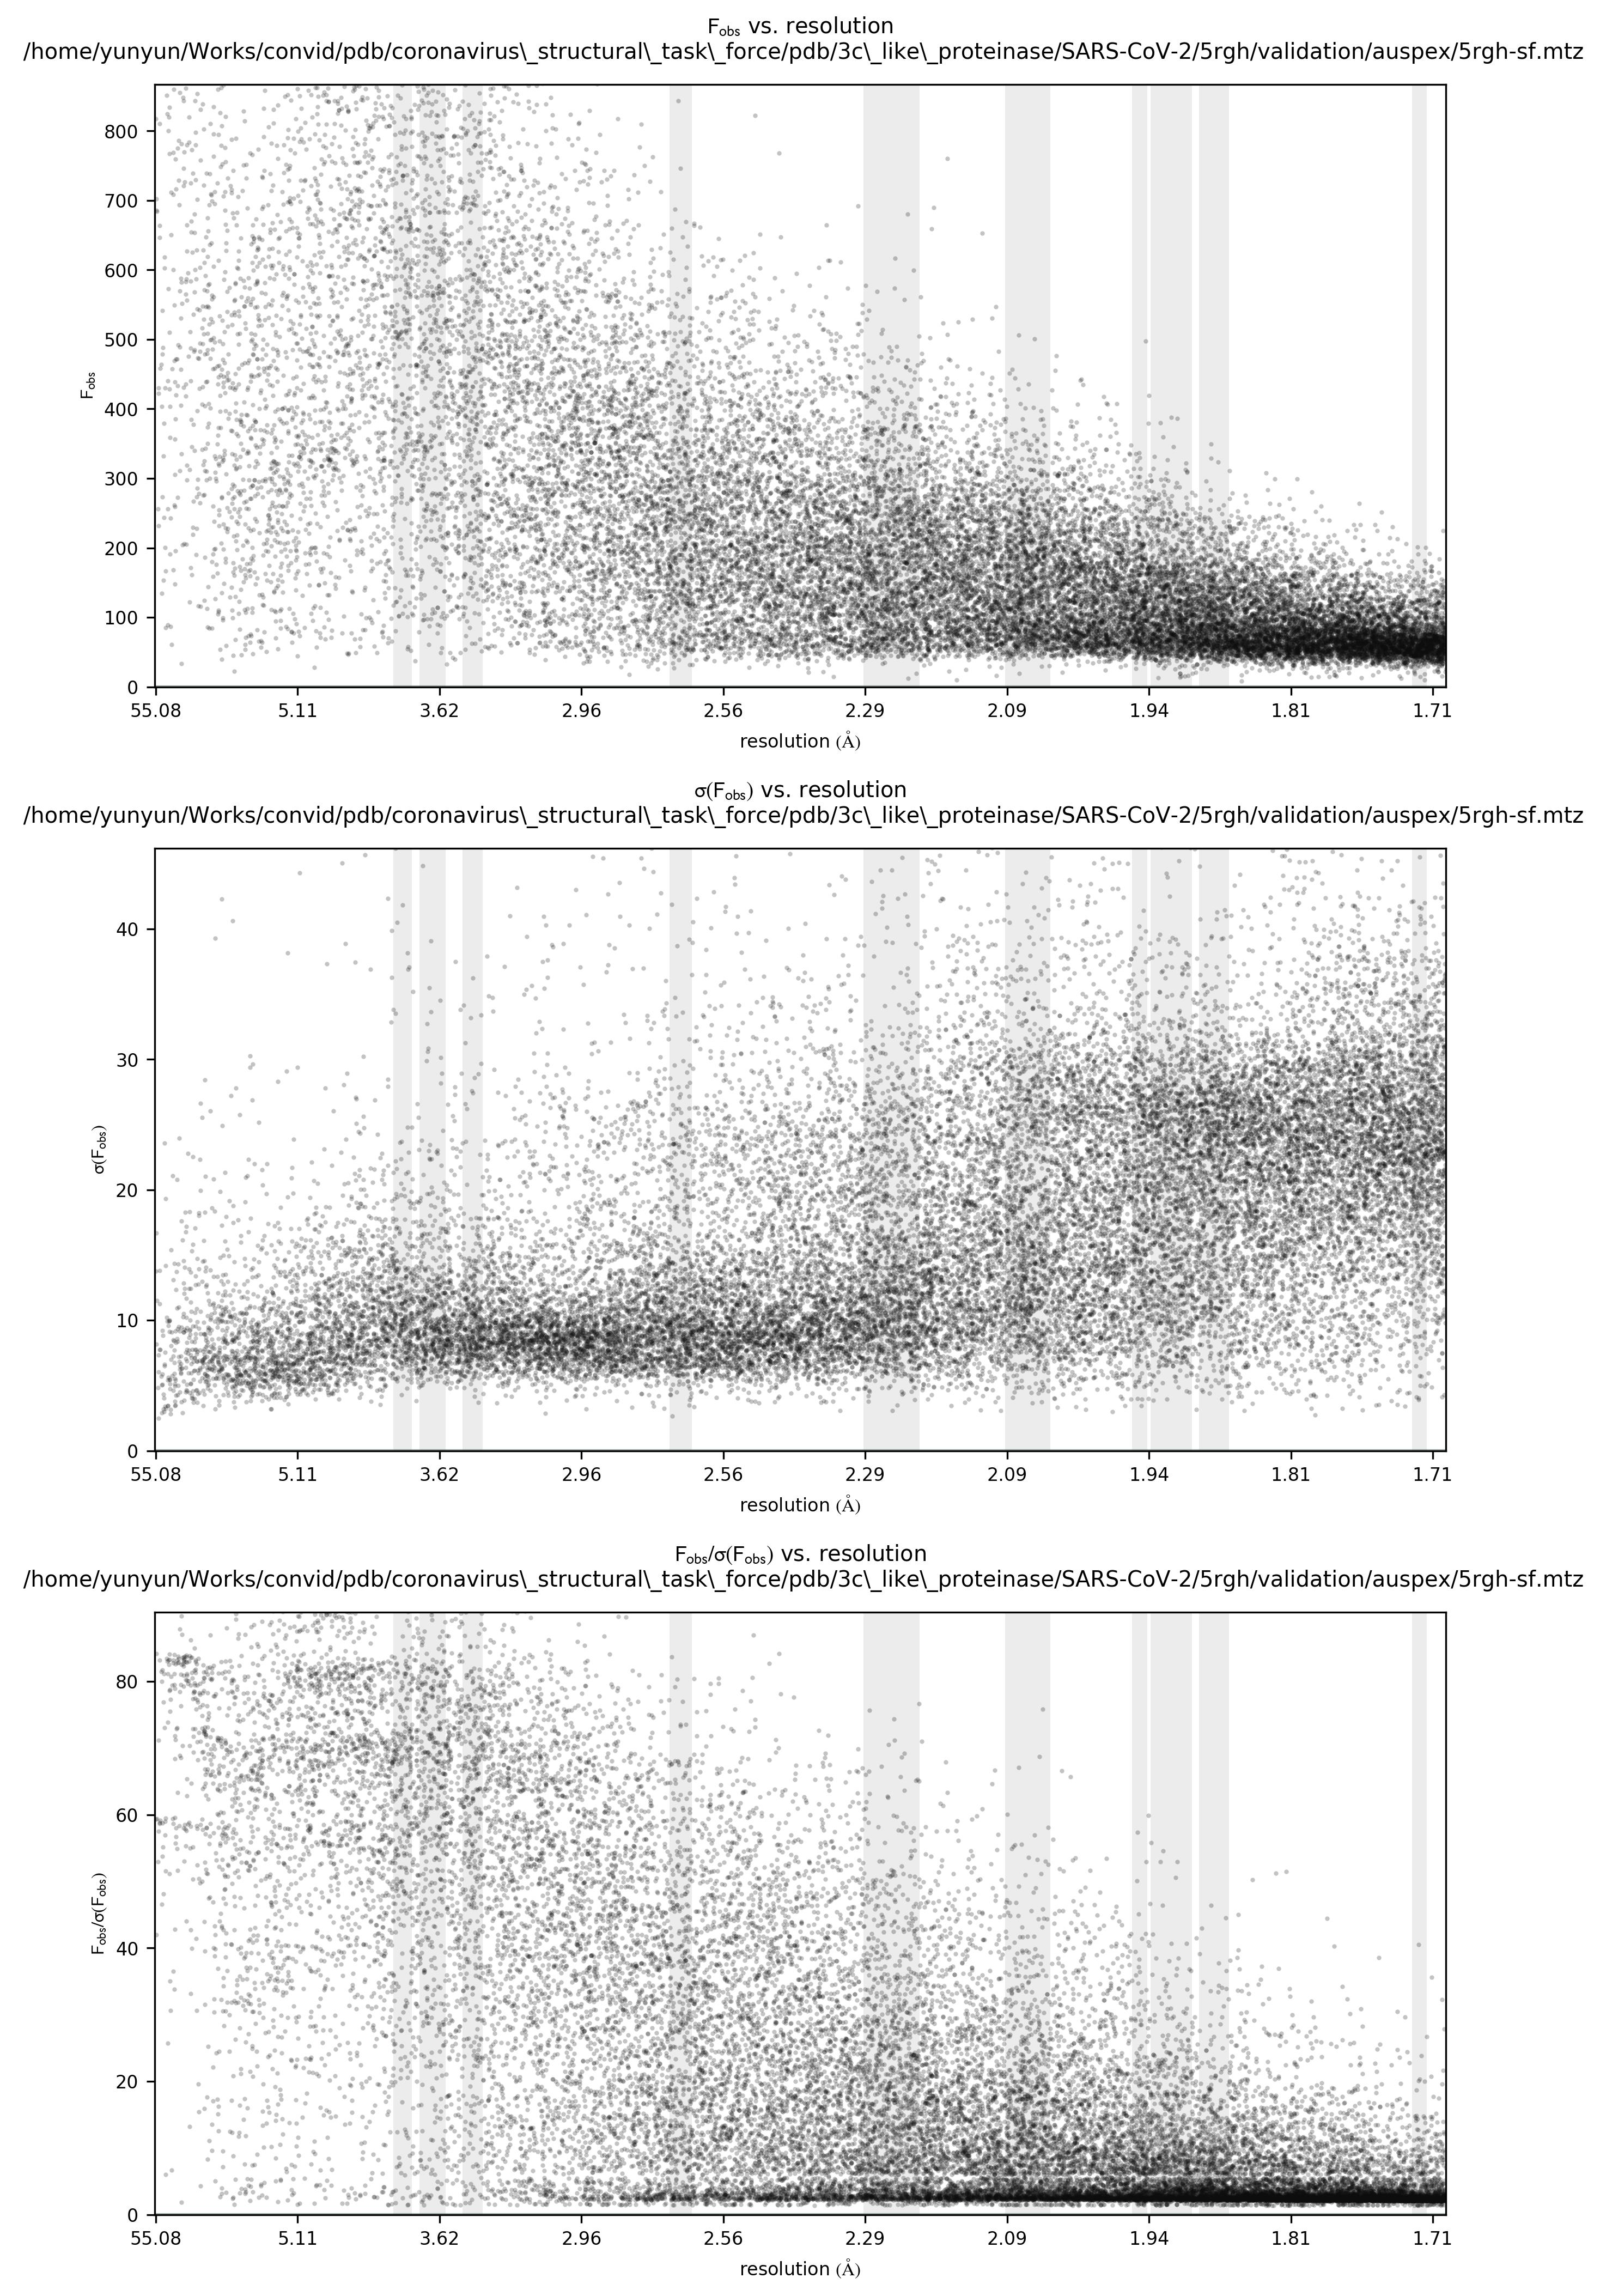 Fobs vs. resolution
/home/yunyun/Works/convid/pdb/coronavirus\_structural\_task\_force/pdb/3c\_like\_proteinase/SARS-CoV-2/5rgh/validation/auspex/5rgh-sf.mtz
800
700
600
500
400
300
200
100
0
Fobs
55.08 5.11 3.62 2.96 2.56 2.29 2.09 1.94 1.81 1.71
resolution (Å)
σ(Fobs) vs. resolution
/home/yunyun/Works/convid/pdb/coronavirus\_structural\_task\_force/pdb/3c\_like\_proteinase/SARS-CoV-2/5rgh/validation/auspex/5rgh-sf.mtz
40
30
20
10
0
σ(Fobs)
55.08 5.11 3.62 2.96 2.56 2.29 2.09 1.94 1.81 1.71
resolution (Å)
Fobs/σ(Fobs) vs. resolution
/home/yunyun/Works/convid/pdb/coronavirus\_structural\_task\_force/pdb/3c\_like\_proteinase/SARS-CoV-2/5rgh/validation/auspex/5rgh-sf.mtz
80
60
40
20
0
Fobs/σ(Fobs)
55.08 5.11 3.62 2.96 2.56 2.29 2.09 1.94 1.81 1.71
resolution (Å)